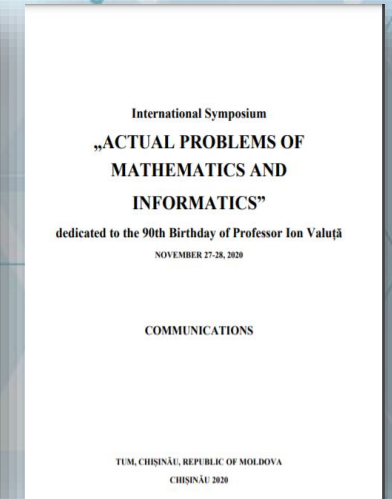 International Symposium
„ACTUAL PROBLEMS OF
MATHEMATICS AND
INFORMATICS”
dedicated to the 90th Birthday of Professor Ion Valuță
NOVEMBER 27-28, 2020
COMMUNICATIONS
TUM, CHIȘINĂU, REPUBLIC OF MOLDOVA
CHIȘINĂU 2020